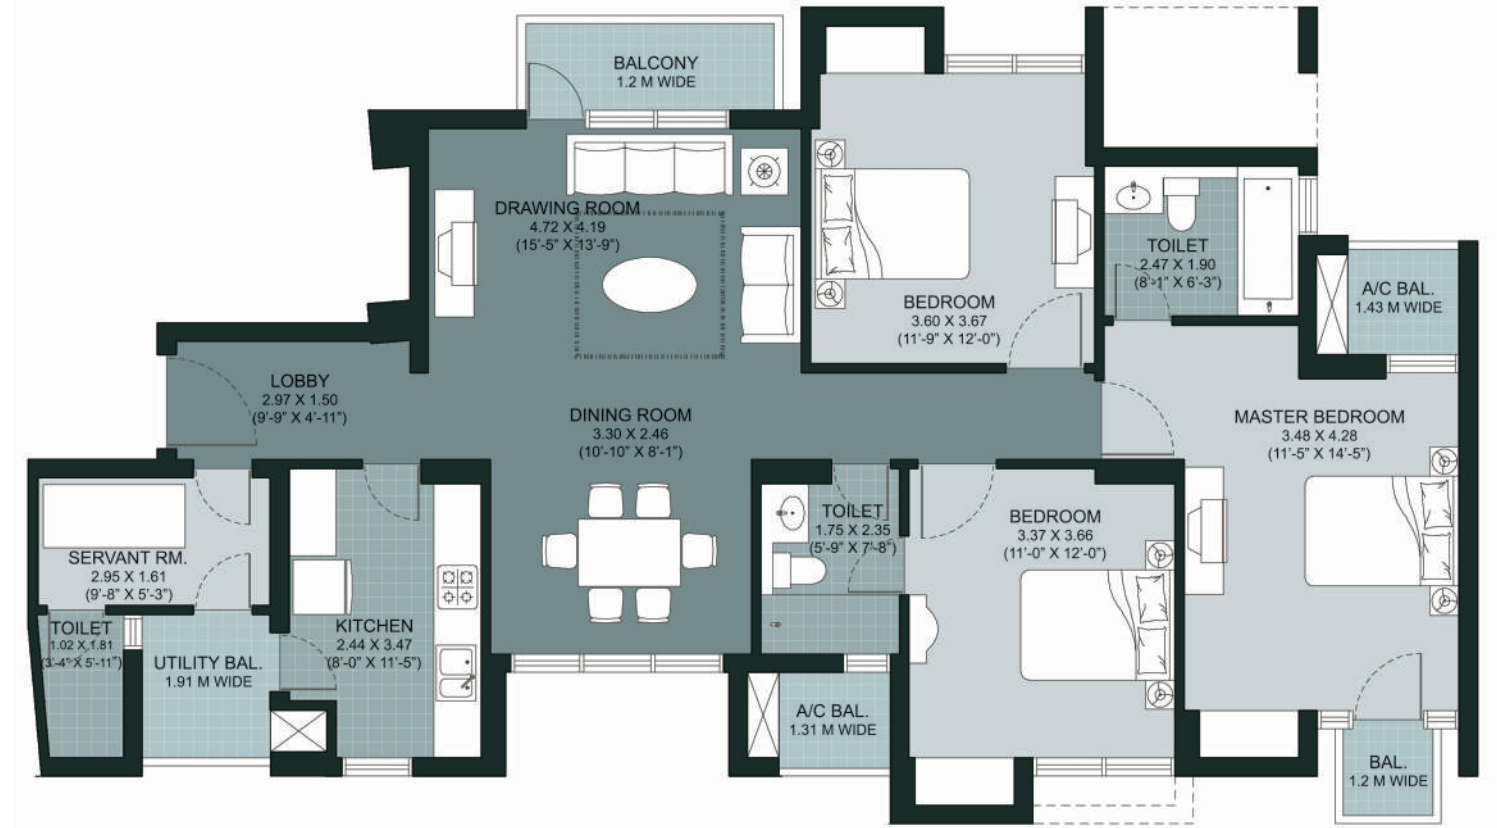 BALCONY
1.2 M WIDE
DRAWING ROOM
4.72 X 4.19
(15'-5" X 13'-9")
BEDROOM
3.60 X 3.67
(11'-9" X 12'-0")
TOILET
2.47 X 1.90
(8'-1" X 6'-3")
A/C BAL.
1.43 M WIDE
LOBBY
2.97 X 1.50
(9'-9" X 4'-11")
DINING ROOM
3.30 X 2.46
(10'-10" X 8'-1")
MASTER BEDROOM
3.48 X 4.28
(11'-5" X 14'-5")
SERVANT RM.
2.95 X 1.61
(9'-8" X 5'-3")
TOILET
1.75 X 2.35
(5'-9" X 7'-8")
BEDROOM
3.37 X 3.66
(11'-0" X 12'-0")
TOILET
1.02 X 1.81
(3'-4" X 5'-11")
UTILITY BAL.
1.91 M WIDE
KITCHEN
2.44 X 3.47
(8'-0" X 11'-5")
A/C BAL.
1.31 M WIDE
BAL.
1.2 M WIDE